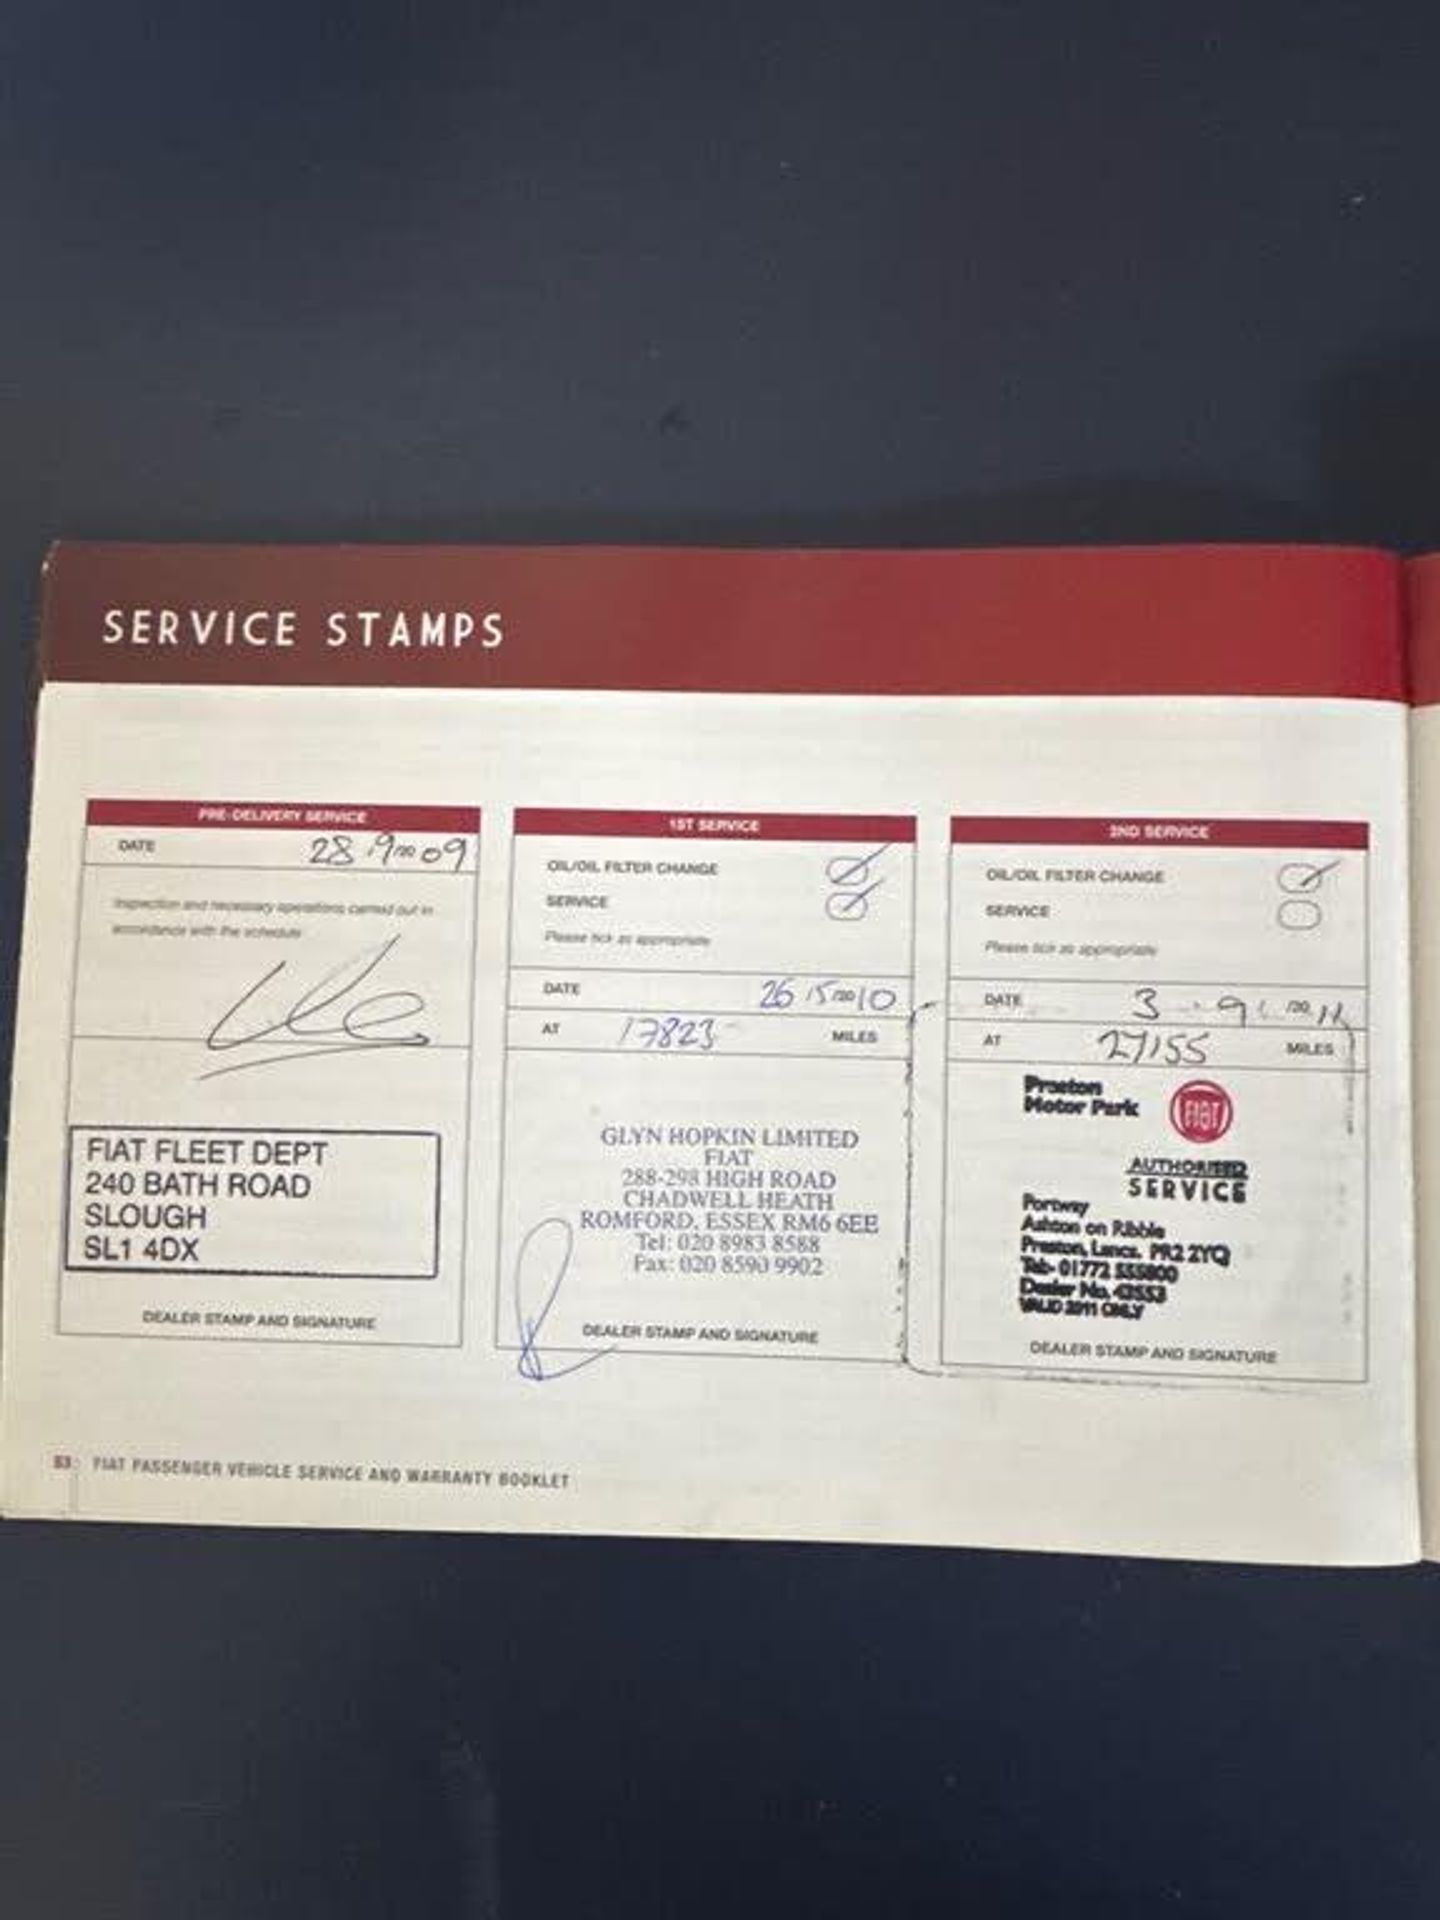 SERVICE STAMPS
PRE-DELIVERY SERVICE
DATE 28 /9/20 09
Inspection and necessary operations carried out in
accordance with the schedule
FIAT FLEET DEPT
240 BATH ROAD
SLOUGH
SL1 4DX
DEALER STAMP AND SIGNATURE
1ST SERVICE
OIL/OIL FILTER CHANGE
SERVICE
Please tick as appropriate
DATE 26 /5/20 10
AT 17823 MILES
GLYN HOPKIN LIMITED
FIAT
288-298 HIGH ROAD
CHADWELL HEATH
ROMFORD, ESSEX RM6 6EE
Tel: 020 8983 8588
Fax: 020 8590 9902
DEALER STAMP AND SIGNATURE
2ND SERVICE
OIL/OIL FILTER CHANGE
SERVICE
Please tick as appropriate
DATE 3 / 9 /20 11
AT 27155 MILES
Preston
Motor Park
FIAT
AUTHORISED
SERVICE
Portway
Ashton on Ribble
Preston, Lancs. PR2 2YQ
Tel- 01772 555800
Dealer No. 42553
VALID 2011 ONLY
DEALER STAMP AND SIGNATURE
53 FIAT PASSENGER VEHICLE SERVICE AND WARRANTY BOOKLET